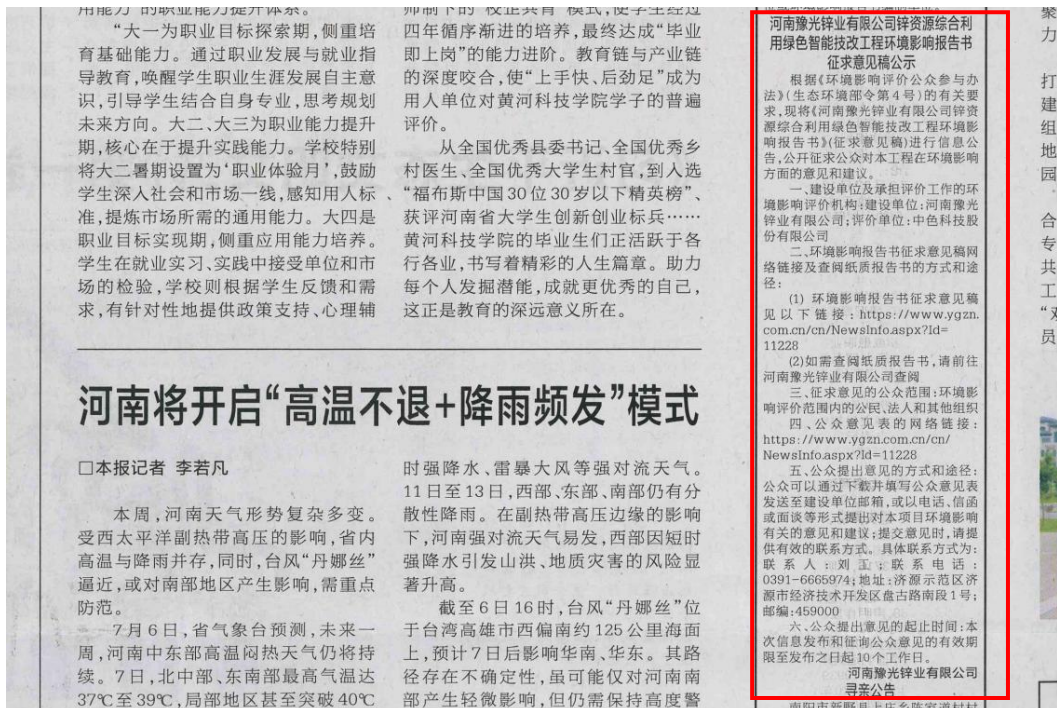 “大一为职业目标探索期,侧重培
育基础能力。通过职业发展与就业指
导教育,唤醒学生职业生涯发展自主意
识,引导学生结合自身专业,思考规划
未来方向。大二、大三为职业能力提升
期,核心在于提升实践能力。学校特别
将大二暑期设置为‘职业体验月’,鼓励
学生深入社会和市场一线,感知用人标
准,提炼市场所需的通用能力。大四是
职业目标实现期,侧重应用能力培养。
学生在就业实习、实践中接受单位和市
场的检验,学校则根据学生反馈和需
求,有针对性地提供政策支持、心理辅
四年循序渐进的培养,最终达成“毕业
即上岗”的能力进阶。教育链与产业链
的深度咬合,使“上手快、后劲足”成为
用人单位对黄河科技学院学子的普遍
评价。
从全国优秀县委书记、全国优秀乡
村医生、全国优秀大学生村官,到入选
“福布斯中国30位30岁以下精英榜”、
获评河南省大学生创新创业标兵……
黄河科技学院的毕业生们正活跃于各
行各业,书写着精彩的人生篇章。助力
每个人发掘潜能,成就更优秀的自己,
这正是教育的深远意义所在。
河南将开启“高温不退+降雨频发”模式
□本报记者 李若凡
本周,河南天气形势复杂多变。
受西太平洋副热带高压的影响,省内
高温与降雨并存,同时,台风“丹娜丝”
逼近,或对南部地区产生影响,需重点
防范。
7月6日,省气象台预测,未来一
周,河南中东部高温闷热天气仍将持
续。7日,北中部、东南部最高气温达
37℃至39℃,局部地区甚至突破40℃
时强降水、雷暴大风等强对流天气。
11日至13日,西部、东部、南部仍有分
散性降雨。在副热带高压边缘的影响
下,河南强对流天气易发,西部因短时
强降水引发山洪、地质灾害的风险显
著升高。
截至6日16时,台风“丹娜丝”位
于台湾高雄市西偏南约125公里海面
上,预计7日后影响华南、华东。其路
径存在不确定性,虽可能仅对河南南
部产生轻微影响,但仍需保持高度警
河南豫光锌业有限公司锌资源综合利
用绿色智能技改工程环境影响报告书
征求意见稿公示
根据《环境影响评价公众参与办
法》(生态环境部令第4号)的有关要
求,现将《河南豫光锌业有限公司锌资
源综合利用绿色智能技改工程环境影
响报告书》(征求意见稿)进行信息公
告,公开征求公众对本工程在环境影响
方面的意见和建议。
一、建设单位及承担评价工作的环
境影响评价机构:建设单位:河南豫光
锌业有限公司;评价单位:中色科技股
份有限公司
二、环境影响报告书征求意见稿网
络链接及查阅纸质报告书的方式和途
径:
(1) 环境影响报告书征求意见稿
见以下链接:https://www.ygzn.
com.cn/cn/NewsInfo.aspx?Id=
11228
(2)如需查阅纸质报告书,请前往
河南豫光锌业有限公司查阅
三、征求意见的公众范围:环境影
响评价范围内的公民、法人和其他组织
四、公众意见表的网络链接:
https://www.ygzn.com.cn/cn/
NewsInfo.aspx?Id=11228
五、公众提出意见的方式和途径:
公众可以通过下载并填写公众意见表
发送至建设单位邮箱,或以电话、信函
或面谈等形式提出对本项目环境影响
有关的意见和建议;提交意见时,请提
供有效的联系方式。具体联系方式为:
联系人:刘工;联系电话:
0391-6665974;地址:济源示范区济
源市经济技术开发区盘古路南段1号;
邮编:459000
六、公众提出意见的起止时间:本
次信息发布和征询公众意见的有效期
限至发布之日起10个工作日。
河南豫光锌业有限公司
寻亲公告
力
打
建
组
地
园
合
专
共
工
员